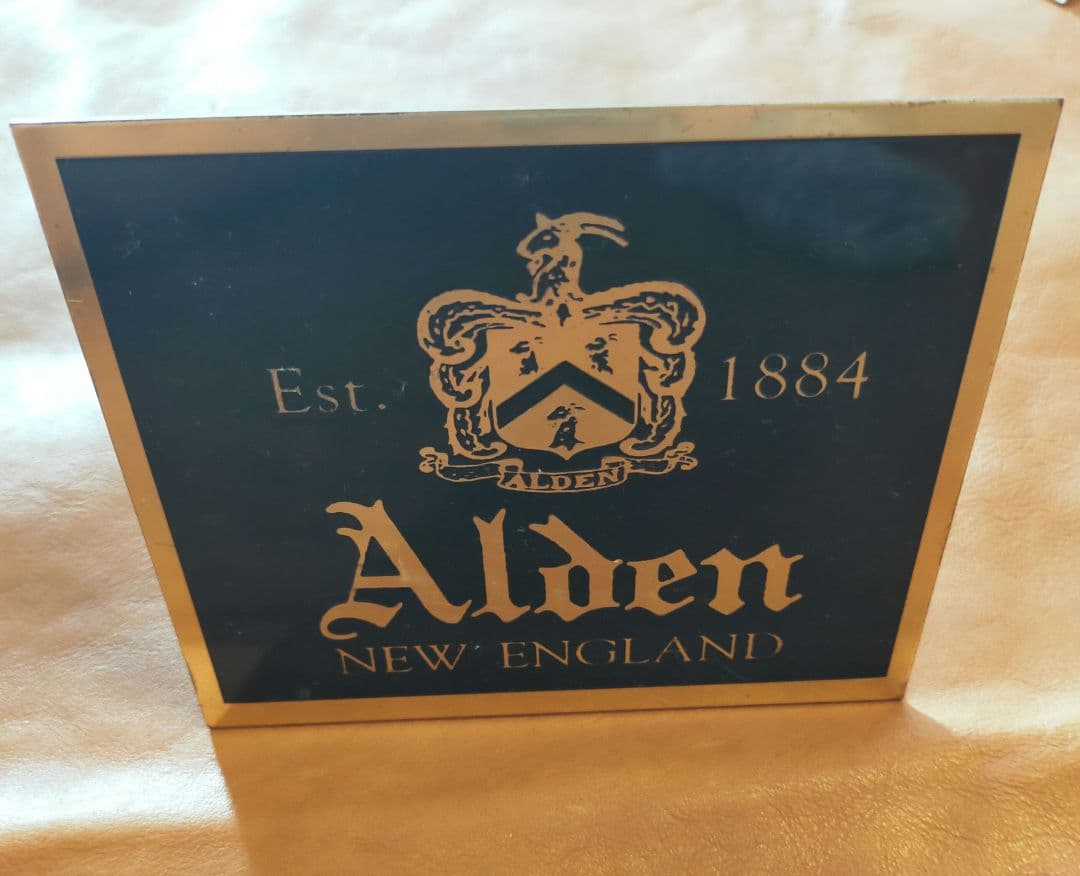 Est. 1884
ALDEN
Alden
NEW ENGLAND